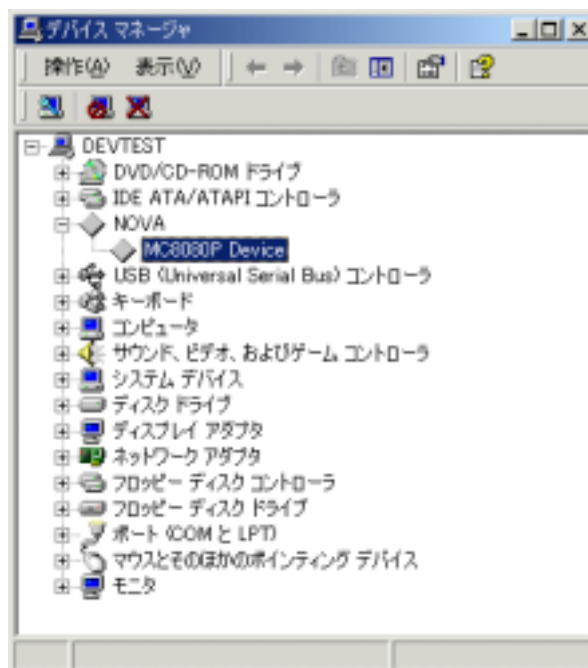 デバイス マネージャ
操作(A) 表示(V)
DEVTEST
DVD/CD-ROM ドライブ
IDE ATA/ATAPI コントローラ
NOVA
MC8080P Device
USB (Universal Serial Bus) コントローラ
キーボード
コンピュータ
サウンド、ビデオ、およびゲーム コントローラ
システム デバイス
ディスク ドライブ
ディスプレイ アダプタ
ネットワーク アダプタ
フロッピー ディスク コントローラ
フロッピー ディスク ドライブ
ポート (COM と LPT)
マウスとそのほかのポインティング デバイス
モニタ